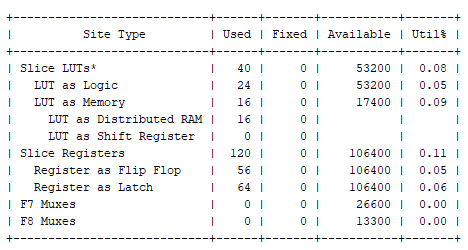 +----------------------------+------+-------+-----------+-------+
| Site Type | Used | Fixed | Available | Util% |
+----------------------------+------+-------+-----------+-------+
| Slice LUTs* | 40 | 0 | 53200 | 0.08 |
| LUT as Logic | 24 | 0 | 53200 | 0.05 |
| LUT as Memory | 16 | 0 | 17400 | 0.09 |
| LUT as Distributed RAM | 16 | 0 | | |
| LUT as Shift Register | 0 | 0 | | |
| Slice Registers | 120 | 0 | 106400 | 0.11 |
| Register as Flip Flop | 56 | 0 | 106400 | 0.05 |
| Register as Latch | 64 | 0 | 106400 | 0.06 |
| F7 Muxes | 0 | 0 | 26600 | 0.00 |
| F8 Muxes | 0 | 0 | 13300 | 0.00 |
+----------------------------+------+-------+-----------+-------+